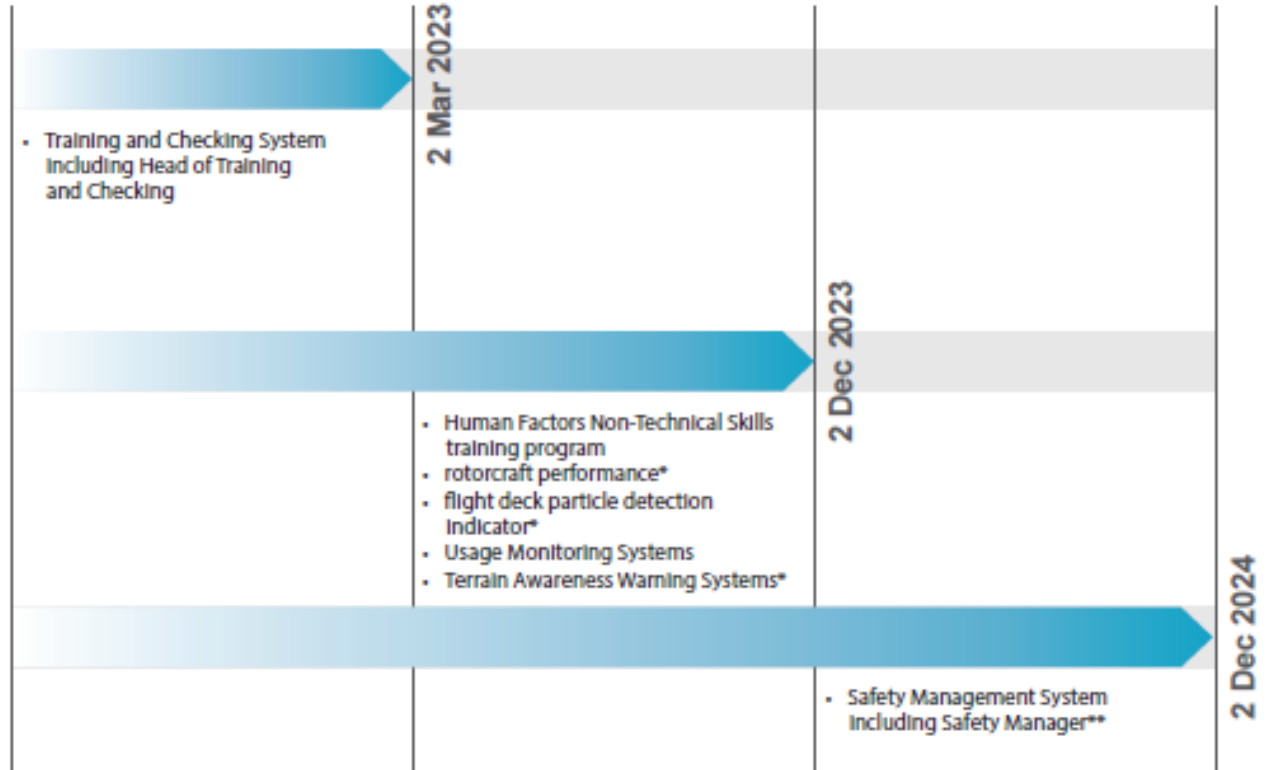 2 Mar 2023
• Training and Checking System
including Head of Training
and Checking
2 Dec 2023
• Human Factors Non-Technical Skills
training program
• rotorcraft performance*
• flight deck particle detection
indicator*
• Usage Monitoring Systems
• Terrain Awareness Warning Systems*
2 Dec 2024
• Safety Management System
including Safety Manager**